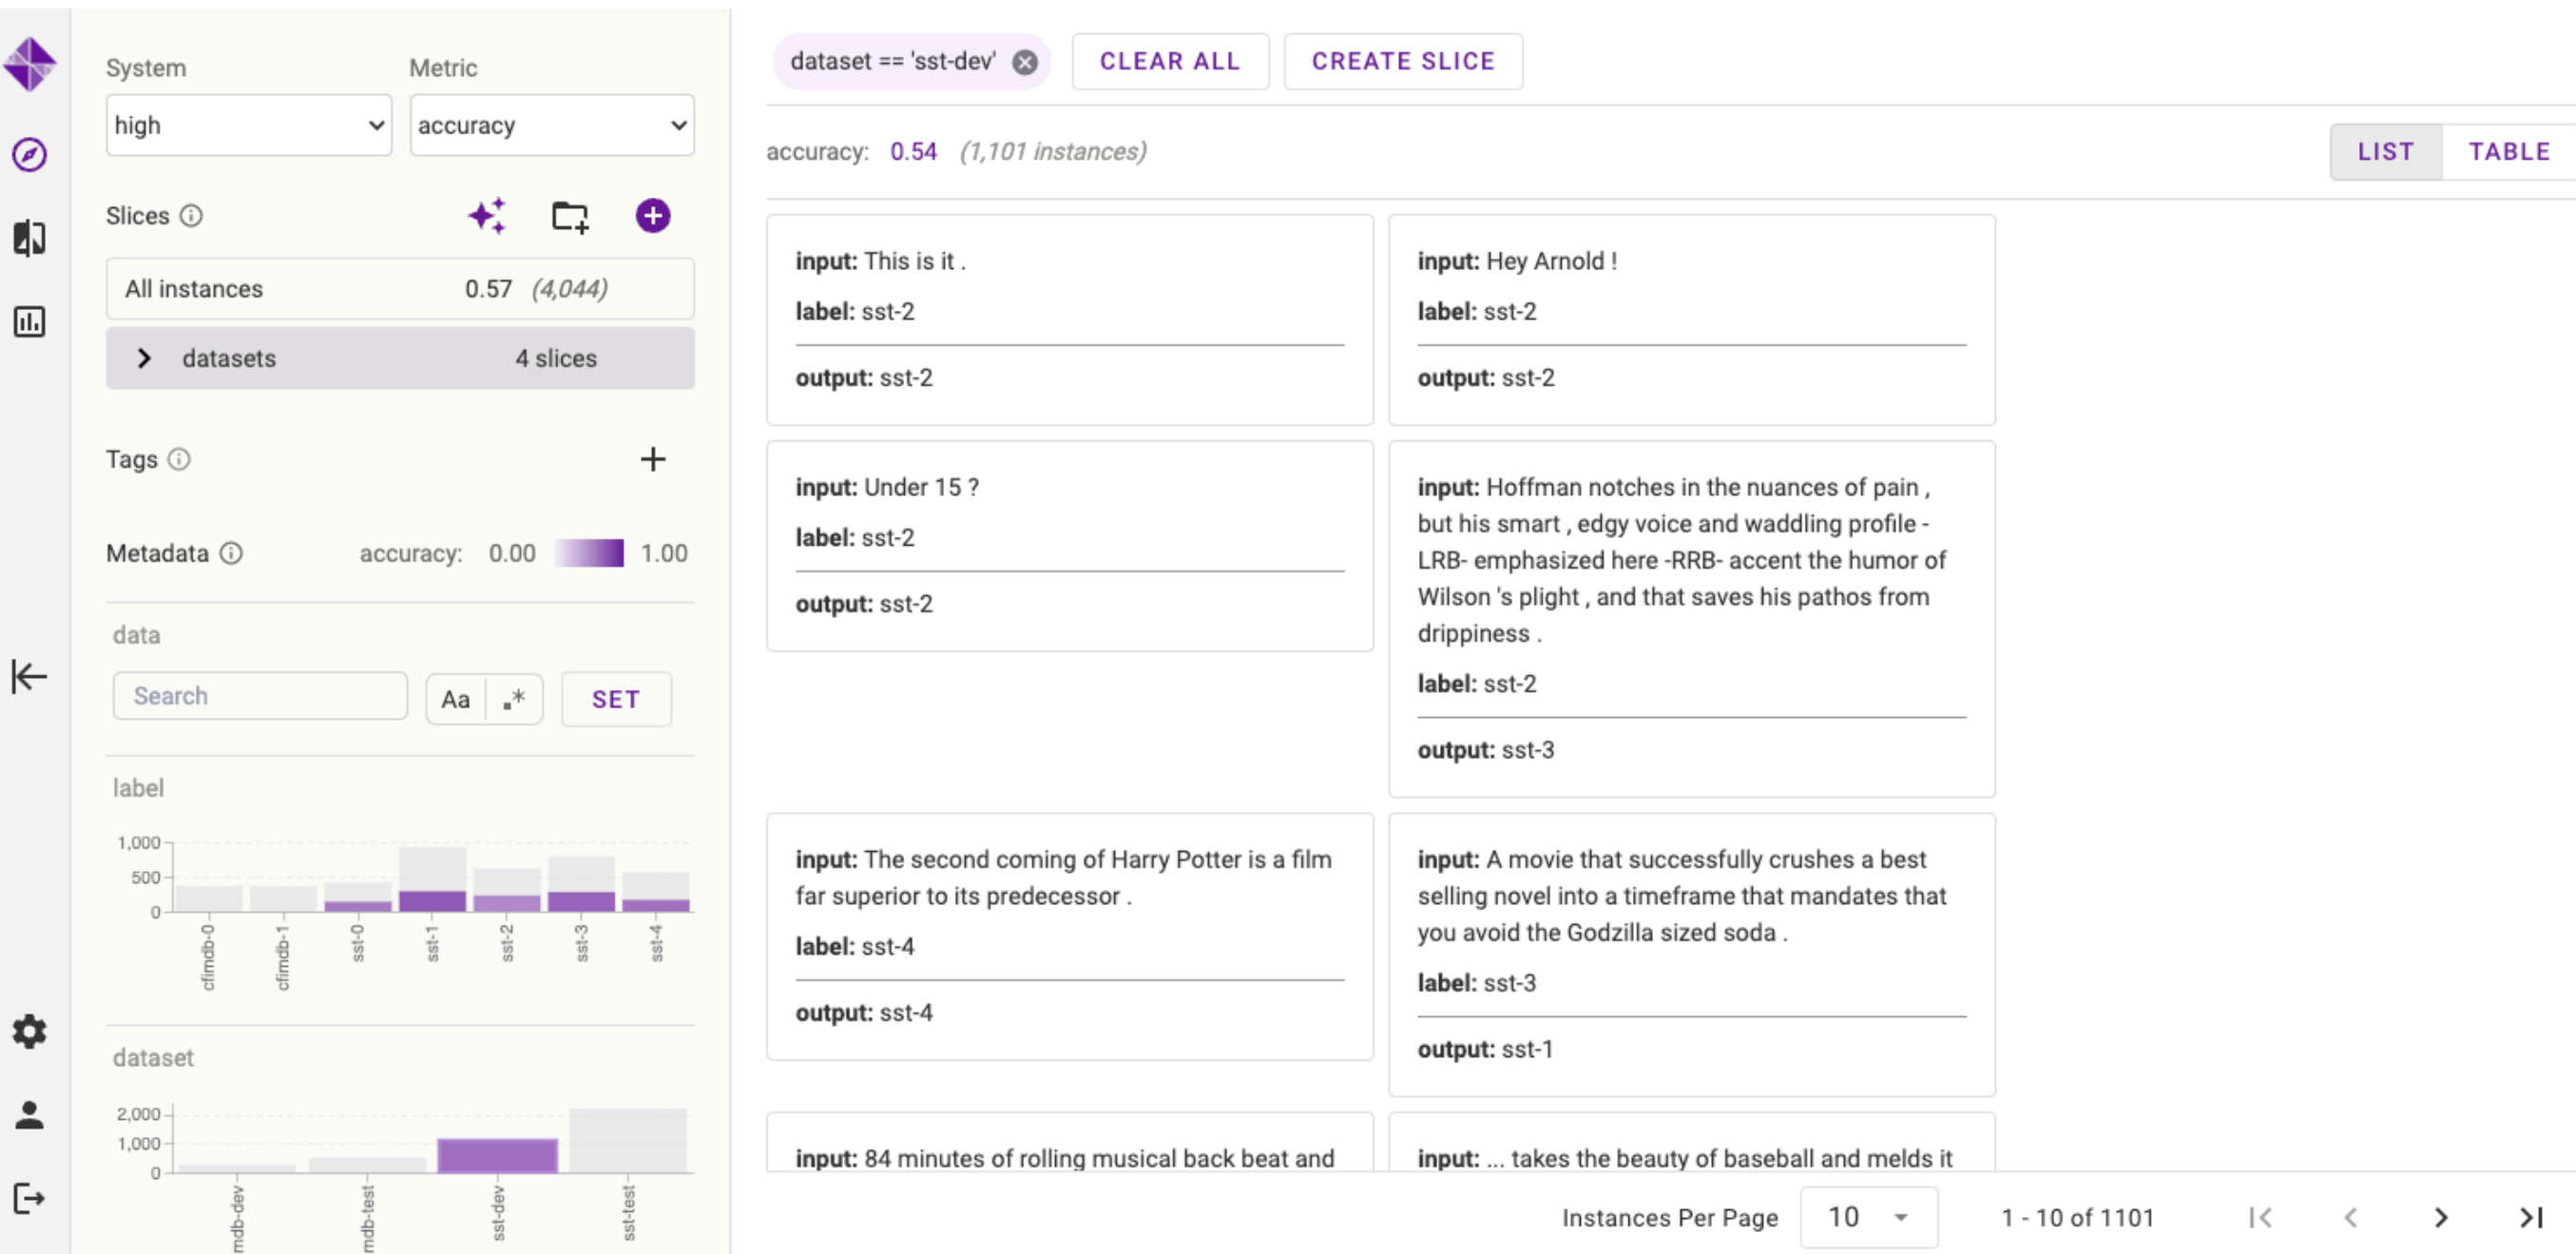 System
Metric
high
accuracy
Slices
All instances 0.57 (4,044)
datasets 4 slices
Tags
Metadata accuracy: 0.00 1.00
data
Search
Aa .*
SET
label
1,000
500
0
cfimdb-0
cfimdb-1
sst-0
sst-1
sst-2
sst-3
sst-4
dataset
2,000
1,000
0
mdb-dev
mdb-test
sst-dev
sst-test
dataset == 'sst-dev'
CLEAR ALL
CREATE SLICE
accuracy: 0.54 (1,101 instances)
LIST
TABLE
input: This is it .
label: sst-2
output: sst-2
input: Hey Arnold !
label: sst-2
output: sst-2
input: Under 15 ?
label: sst-2
output: sst-2
input: Hoffman notches in the nuances of pain ,
but his smart , edgy voice and waddling profile -
LRB- emphasized here -RRB- accent the humor of
Wilson 's plight , and that saves his pathos from
drippiness .
label: sst-2
output: sst-3
input: The second coming of Harry Potter is a film
far superior to its predecessor .
label: sst-4
output: sst-4
input: A movie that successfully crushes a best
selling novel into a timeframe that mandates that
you avoid the Godzilla sized soda .
label: sst-3
output: sst-1
input: 84 minutes of rolling musical back beat and
input: ... takes the beauty of baseball and melds it
Instances Per Page 10 1 - 10 of 1101